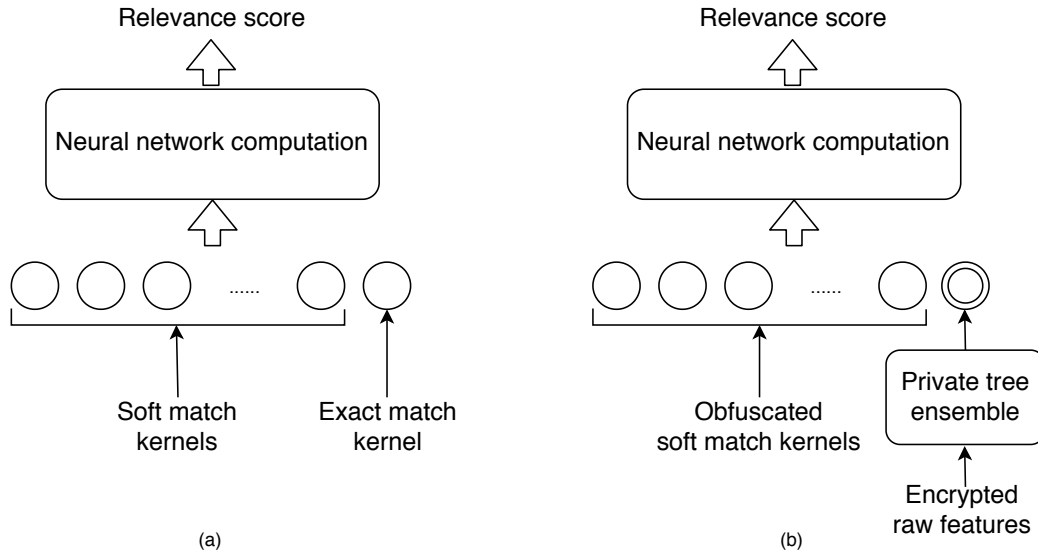 Relevance score
Neural network computation
......
Soft match
kernels
Exact match
kernel
(a)
Relevance score
Neural network computation
......
Obfuscated
soft match kernels
Private tree
ensemble
Encrypted
raw features
(b)